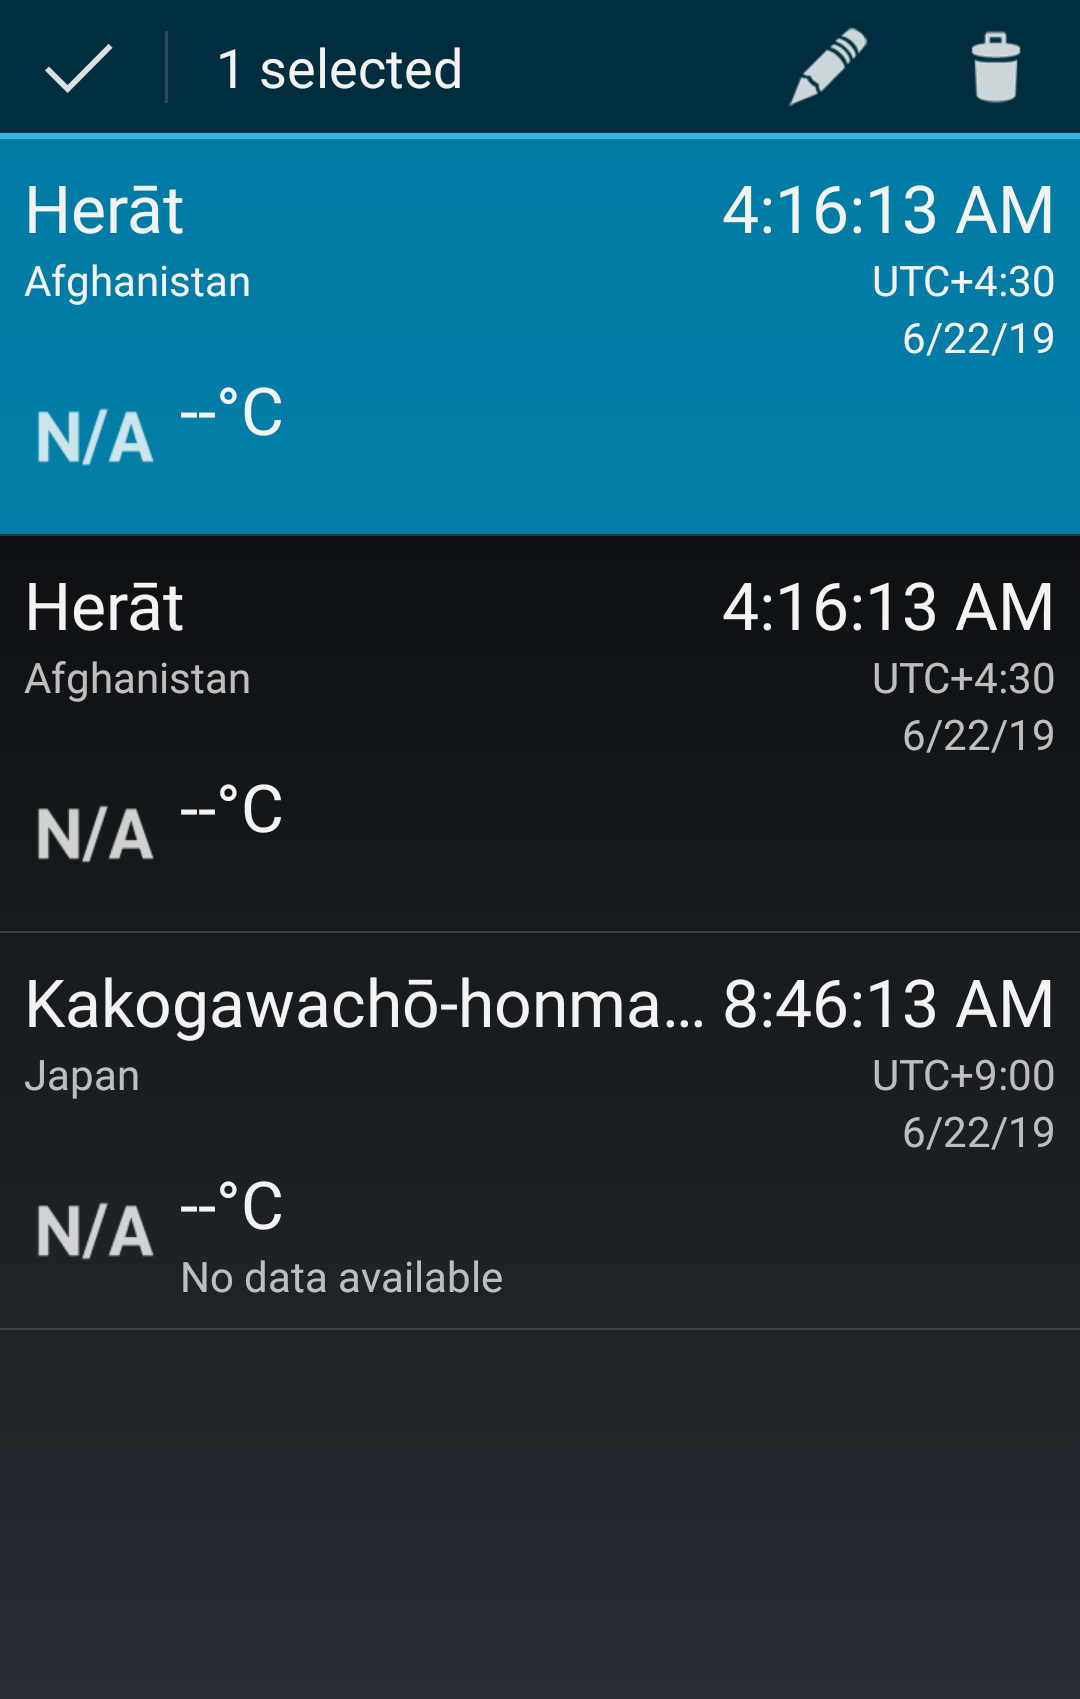 1 selected
Herāt 4:16:13 AM
Afghanistan UTC+4:30
6/22/19
N/A --°C
Herāt 4:16:13 AM
Afghanistan UTC+4:30
6/22/19
N/A --°C
Kakogawachō-honma... 8:46:13 AM
Japan UTC+9:00
6/22/19
N/A --°C
No data available